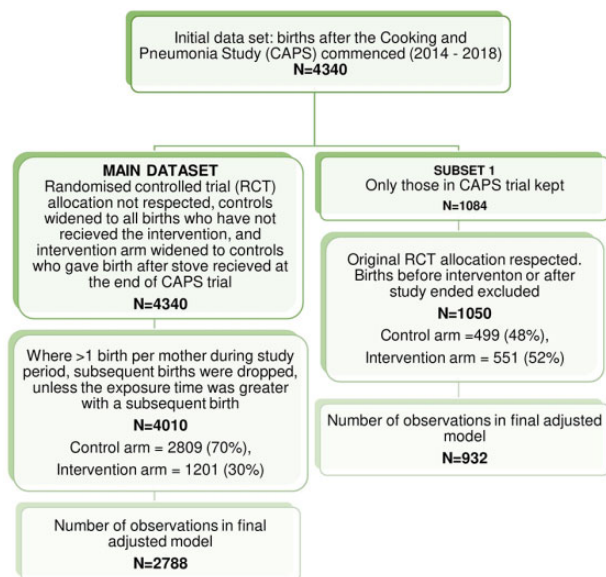 Initial data set: births after the Cooking and
Pneumonia Study (CAPS) commenced (2014 - 2018)
N=4340
MAIN DATASET
Randomised controlled trial (RCT)
allocation not respected, controls
widened to all births who have not
recieved the intervention, and
intervention arm widened to controls
who gave birth after stove recieved at
the end of CAPS trial
N=4340
Where >1 birth per mother during study
period, subsequent births were dropped,
unless the exposure time was greater
with a subsequent birth
N=4010
Control arm = 2809 (70%),
Intervention arm = 1201 (30%)
Number of observations in final
adjusted model
N=2788
SUBSET 1
Only those in CAPS trial kept
N=1084
Original RCT allocation respected.
Births before interventon or after
study ended excluded
N=1050
Control arm =499 (48%),
Intervention arm = 551 (52%)
Number of observations in final adjusted
model
N=932